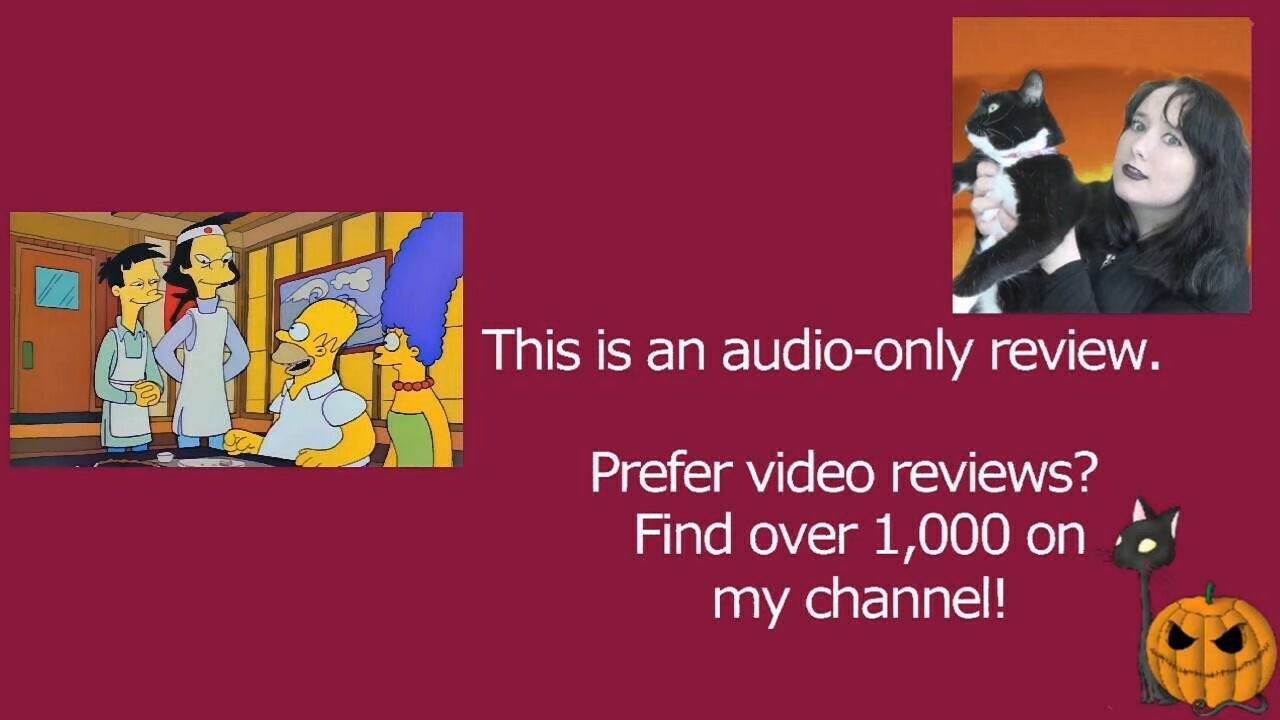 This is an audio-only review.
Prefer video reviews?
Find over 1,000 on
my channel!